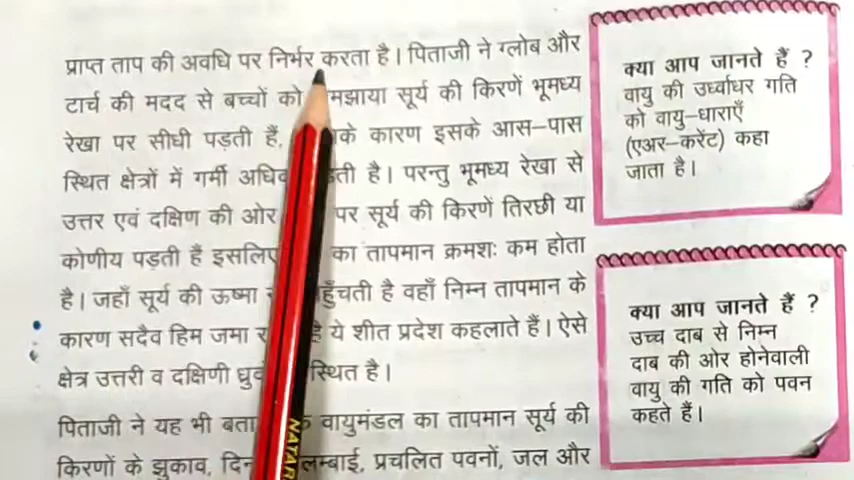 प्राप्त ताप की अवधि पर निर्भर करता है। पिताजी ने ग्लोब और
टार्च की मदद से बच्चों को मझाया सूर्य की किरणें भूमध्य
रेखा पर सीधी पड़ती हैं, के कारण इसके आस-पास
स्थित क्षेत्रों में गर्मी ती है। परन्तु भूमध्य रेखा से
उत्तर एवं दक्षिण की ओर पर सूर्य की किरणें तिरछी या
कोणीय पड़ती हैं का तापमान क्रमशः कम होता
है। जहाँ सूर्य की ऊष्मा हुँचती है वहाँ निम्न तापमान के
कारण सदैव हिम जमा है ये शीत प्रदेश कहलाते हैं। ऐसे
क्षेत्र उत्तरी व दक्षिणी स्थित है।
पिताजी ने यह भी वायुमंडल का तापमान सूर्य की
किरणों के झुकाव, लम्बाई, प्रचलित पवनों, जल और
क्या आप जानते हैं ?
वायु की उर्ध्वाधर गति
को वायु-धाराएँ
(एअर-करेंट) कहा
जाता है।
क्या आप जानते हैं ?
उच्च दाब से निम्न
दाब की ओर होनेवाली
वायु की गति को पवन
कहते हैं।
NATAR